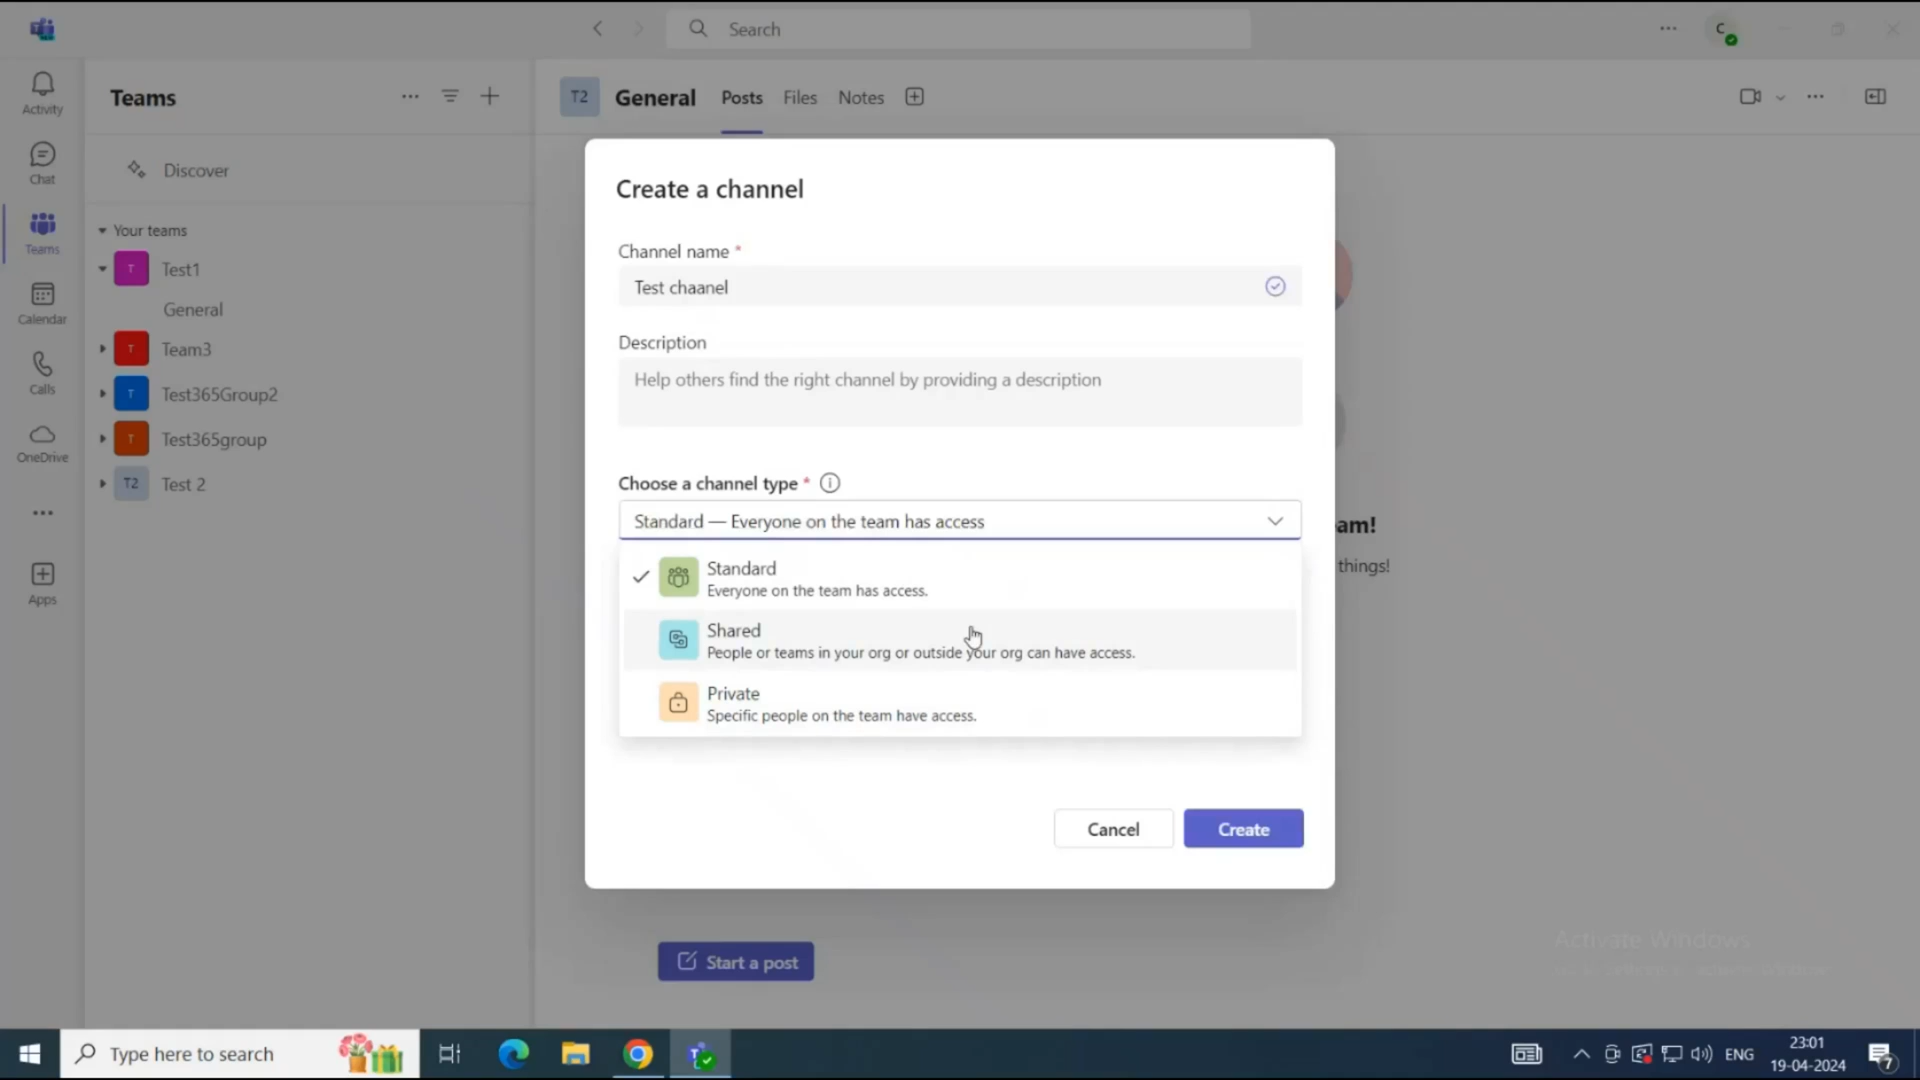 Search
C
Activity
Chat
Teams
Calendar
Calls
OneDrive
Apps
Teams
Discover
Your teams
T Test1
General
T Team3
T Test365Group2
T Test365group
T2 Test 2
T2 General Posts Files Notes
Create a channel
Channel name *
Test chaanel
Description
Help others find the right channel by providing a description
Choose a channel type *
Standard — Everyone on the team has access
Standard
Everyone on the team has access.
Shared
People or teams in your org or outside your org can have access.
Private
Specific people on the team have access.
Cancel Create
am!
things!
Start a post
Activate Windows
Type here to search
ENG
23:01
19-04-2024
7